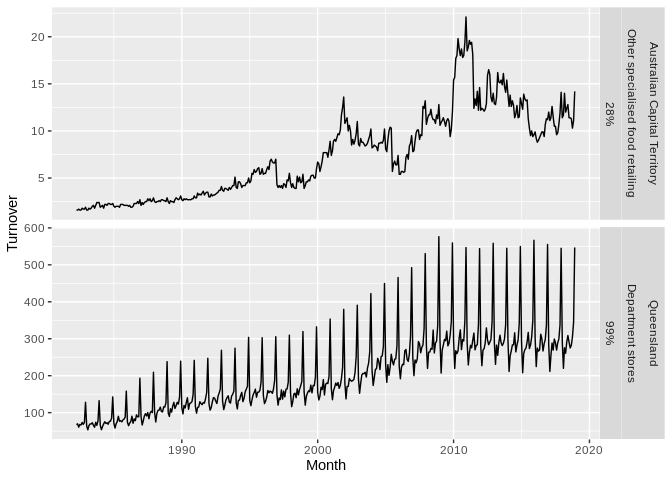 Turnover
20
15
10
5
Australian Capital Territory
Other specialised food retailing
28%
600
500
400
300
200
100
Queensland
Department stores
99%
1990
2000
2010
2020
Month